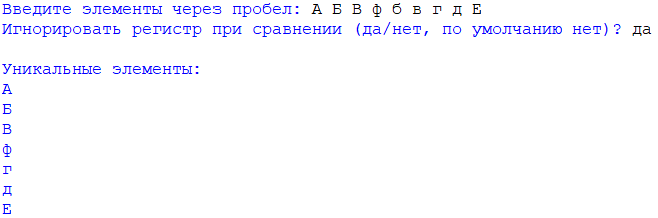 Введите элементы через пробел: А Б В ф б в г д Е
Игнорировать регистр при сравнении (да/нет, по умолчанию нет)? да
Уникальные элементы:
А
Б
В
ф
г
д
Е